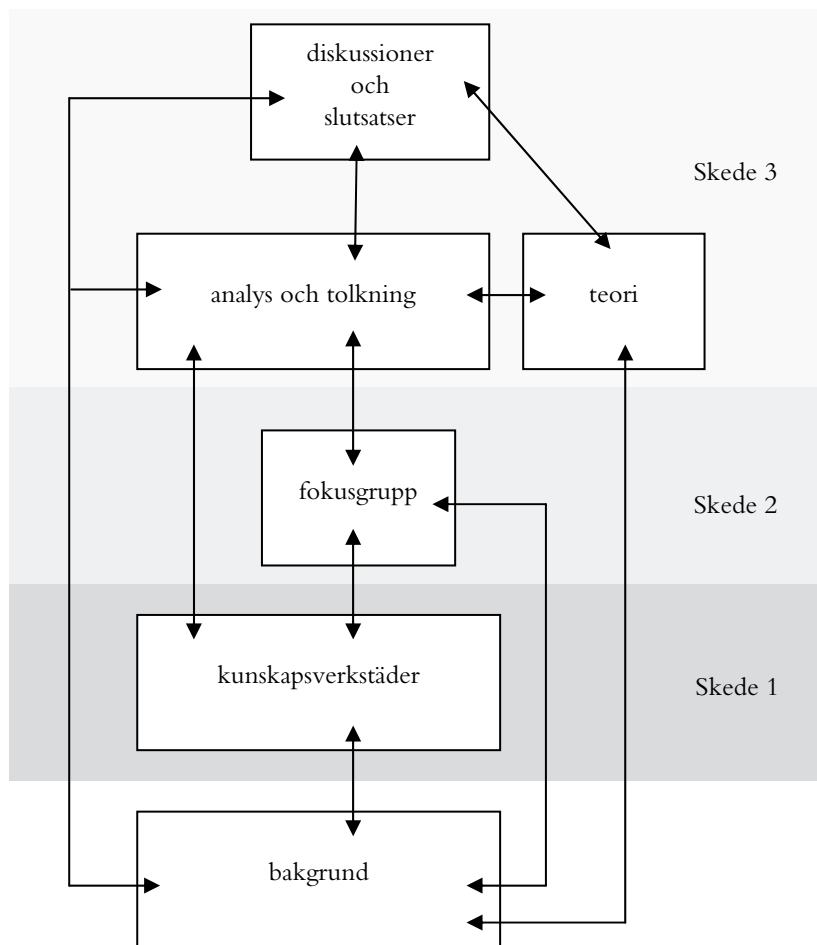 diskussioner
och
slutsatser
Skede 3
analys och tolkning
teori
fokusgrupp
Skede 2
kunskapsverkstäder
Skede 1
bakgrund